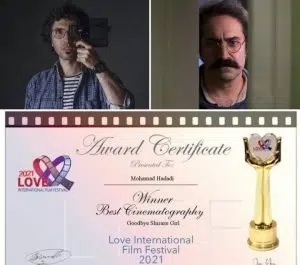 2021
LOVE
INTERNATIONAL FILM FESTIVAL
Award Certificate
Presented To:
Mohamad Hadadi
Winner
Best Cinematography
Goodbye Shirazi Girl
Love International
Film Festival
2021